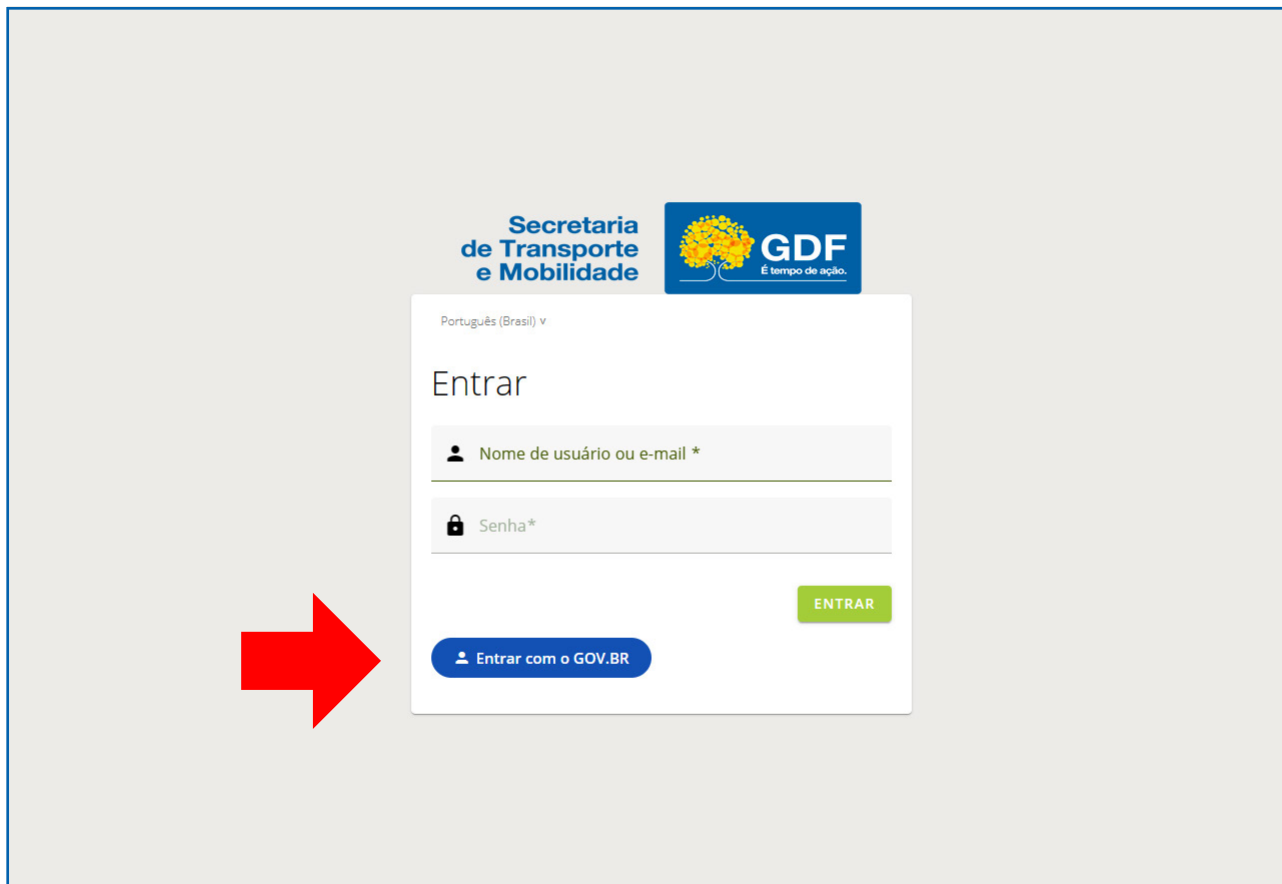 Secretaria
de Transporte
e Mobilidade
GDF
É tempo de ação.
Português (Brasil) v
Entrar
Nome de usuário ou e-mail *
Senha*
ENTRAR
Entrar com o GOV.BR